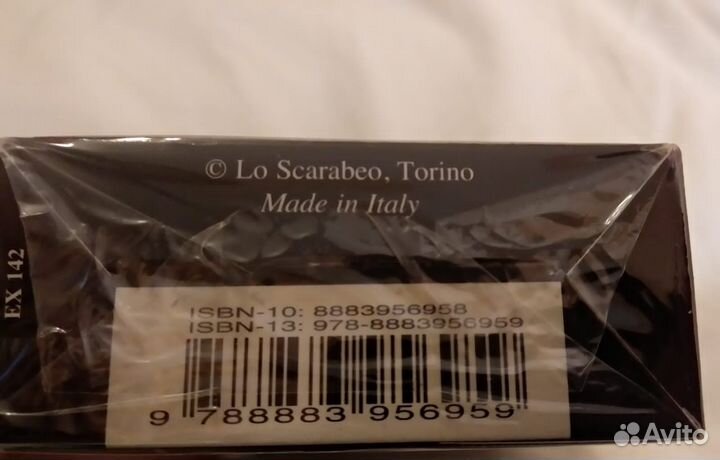 © Lo Scarabeo, Torino
Made in Italy
EX 142
ISBN-10: 8883956958
ISBN-13: 978-8883956959
9 788883 956959
Avito